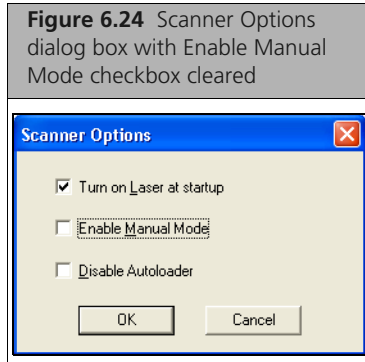 Figure 6.24 Scanner Options
dialog box with Enable Manual
Mode checkbox cleared
Scanner Options
Turn on Laser at startup
Enable Manual Mode
Disable Autoloader
OK Cancel